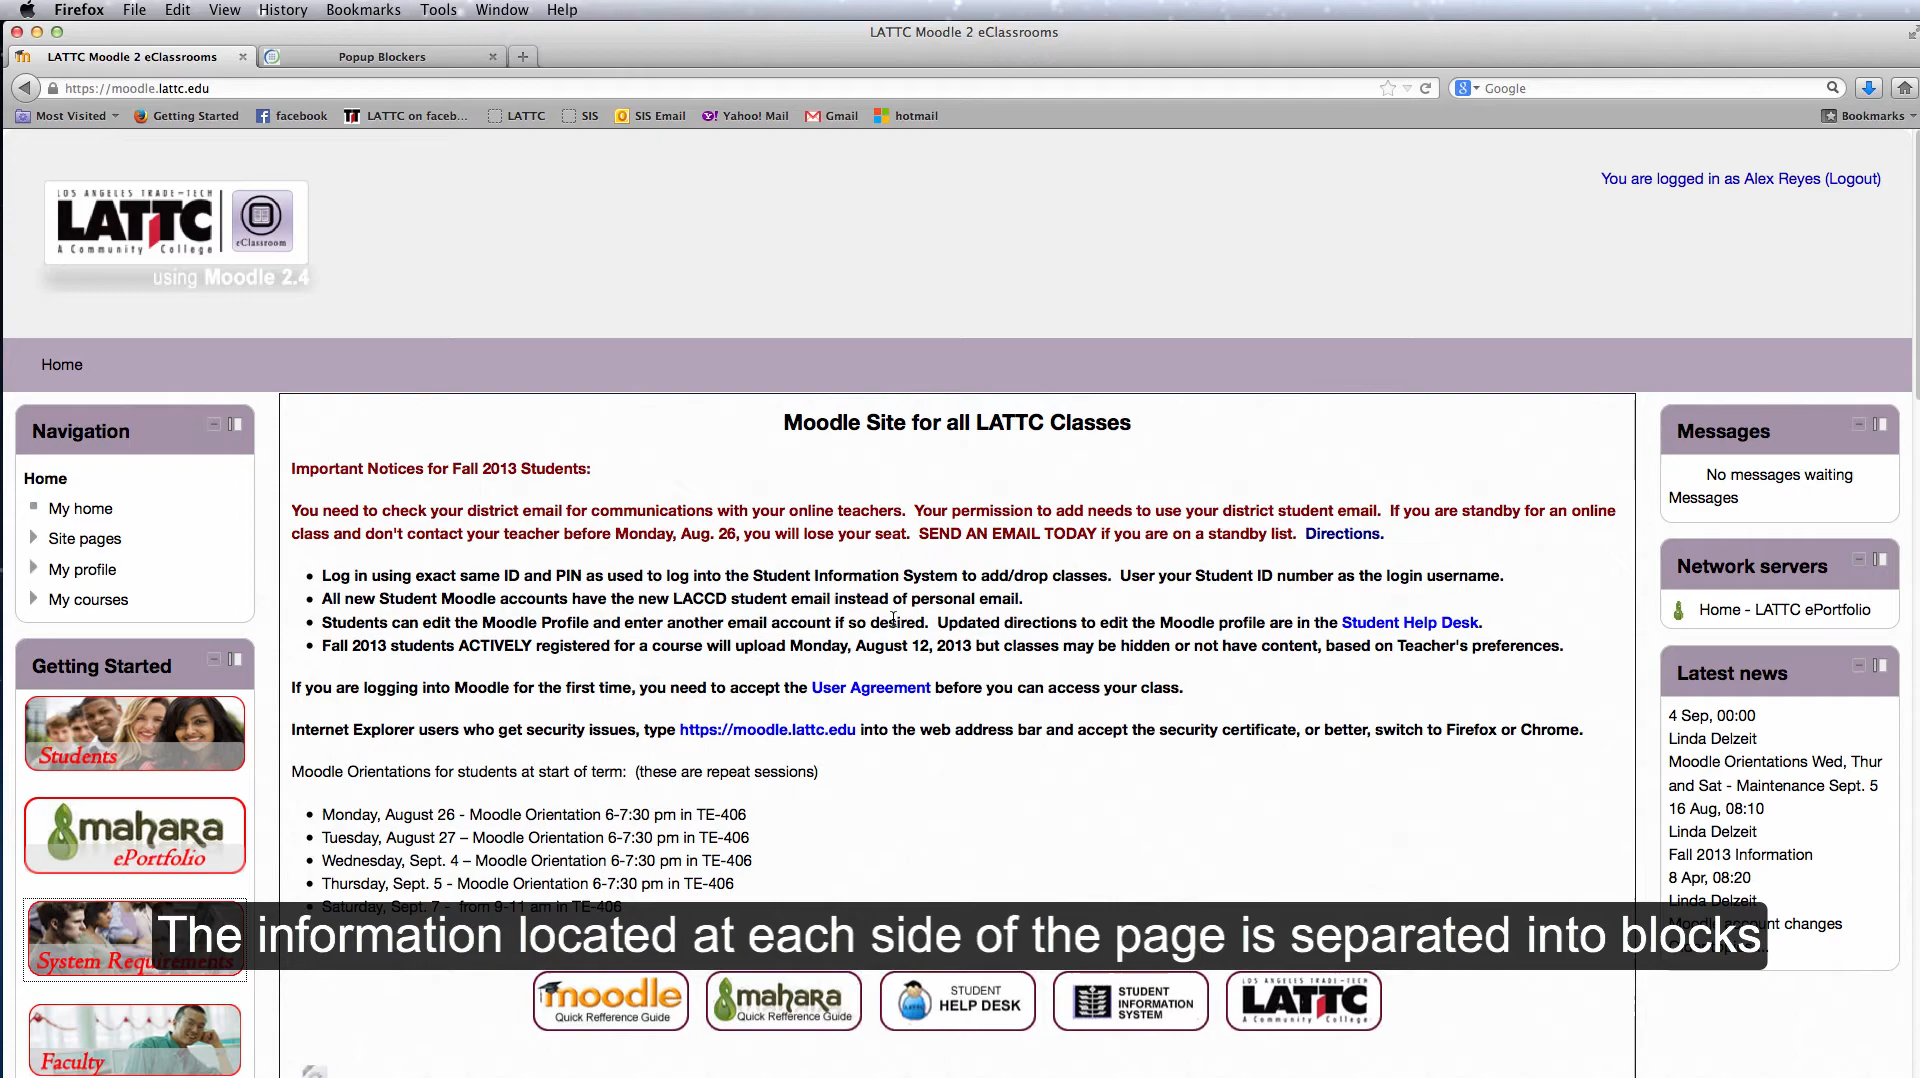 Firefox File Edit View History Bookmarks Tools Window Help
LATTC Moodle 2 eClassrooms
LATTC Moodle 2 eClassrooms
Popup Blockers
https://moodle.lattc.edu
Google
Most Visited
Getting Started
facebook
LATTC on faceb...
LATTC
SIS
SIS Email
Yahoo! Mail
Gmail
hotmail
Bookmarks
You are logged in as Alex Reyes (Logout)
LOS ANGELES TRADE-TECH
LATTC
A Community College
eClassroom
using Moodle 2.4
Home
Navigation
Home
My home
Site pages
My profile
My courses
Getting Started
Students
mahara
ePortfolio
System Requirements
Faculty
Moodle Site for all LATTC Classes
Important Notices for Fall 2013 Students:
You need to check your district email for communications with your online teachers. Your permission to add needs to use your district student email. If you are standby for an online
class and don't contact your teacher before Monday, Aug. 26, you will lose your seat. SEND AN EMAIL TODAY if you are on a standby list. Directions.
• Log in using exact same ID and PIN as used to log into the Student Information System to add/drop classes. User your Student ID number as the login username.
• All new Student Moodle accounts have the new LACCD student email instead of personal email.
• Students can edit the Moodle Profile and enter another email account if so desired. Updated directions to edit the Moodle profile are in the Student Help Desk.
• Fall 2013 students ACTIVELY registered for a course will upload Monday, August 12, 2013 but classes may be hidden or not have content, based on Teacher's preferences.
If you are logging into Moodle for the first time, you need to accept the User Agreement before you can access your class.
Internet Explorer users who get security issues, type https://moodle.lattc.edu into the web address bar and accept the security certificate, or better, switch to Firefox or Chrome.
Moodle Orientations for students at start of term: (these are repeat sessions)
• Monday, August 26 - Moodle Orientation 6-7:30 pm in TE-406
• Tuesday, August 27 – Moodle Orientation 6-7:30 pm in TE-406
• Wednesday, Sept. 4 – Moodle Orientation 6-7:30 pm in TE-406
• Thursday, Sept. 5 - Moodle Orientation 6-7:30 pm in TE-406
• Saturday, Sept. 7 - from 9-11 am in TE-406
Messages
No messages waiting
Messages
Network servers
Home - LATTC ePortfolio
Latest news
4 Sep, 00:00
Linda Delzeit
Moodle Orientations Wed, Thur
and Sat - Maintenance Sept. 5
16 Aug, 08:10
Linda Delzeit
Fall 2013 Information
8 Apr, 08:20
Linda Delzeit
Moodle account changes
The information located at each side of the page is separated into blocks.
moodle
Quick Refference Guide
mahara
Quick Refference Guide
STUDENT
HELP DESK
STUDENT
INFORMATION
SYSTEM
LATTC
A Community College